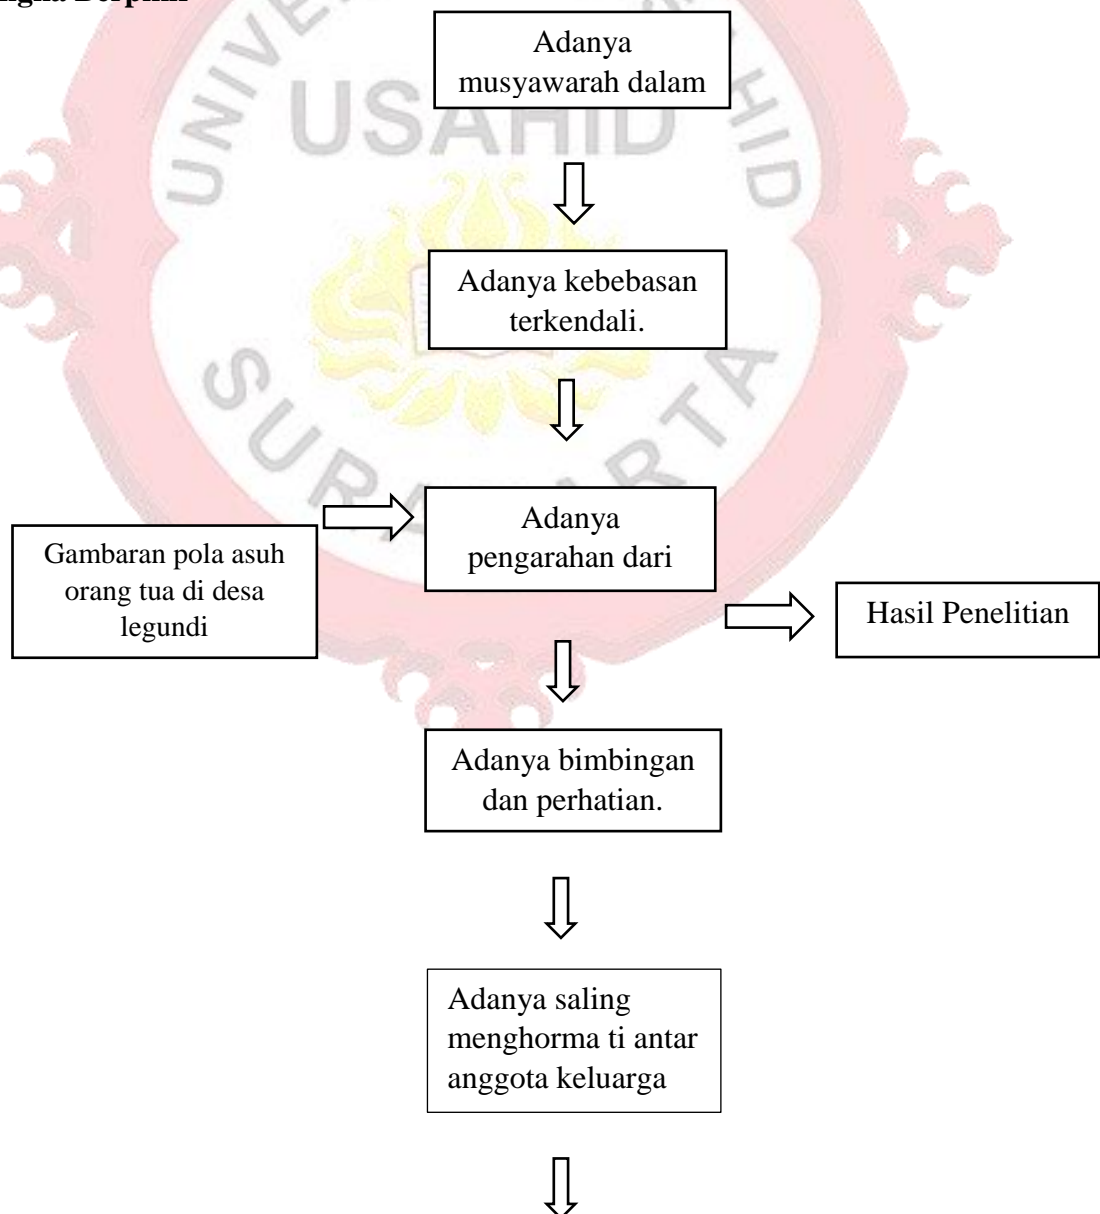 Berpikir
Adanya
musyawarah dalam
USAHID
SURAKARTA
Adanya kebebasan
terkendali.
Adanya
pengarahan dari
Gambaran pola asuh
orang tua di desa
legundi
Hasil Penelitian
Adanya bimbingan
dan perhatian.
Adanya saling
menghorma ti antar
anggota keluarga